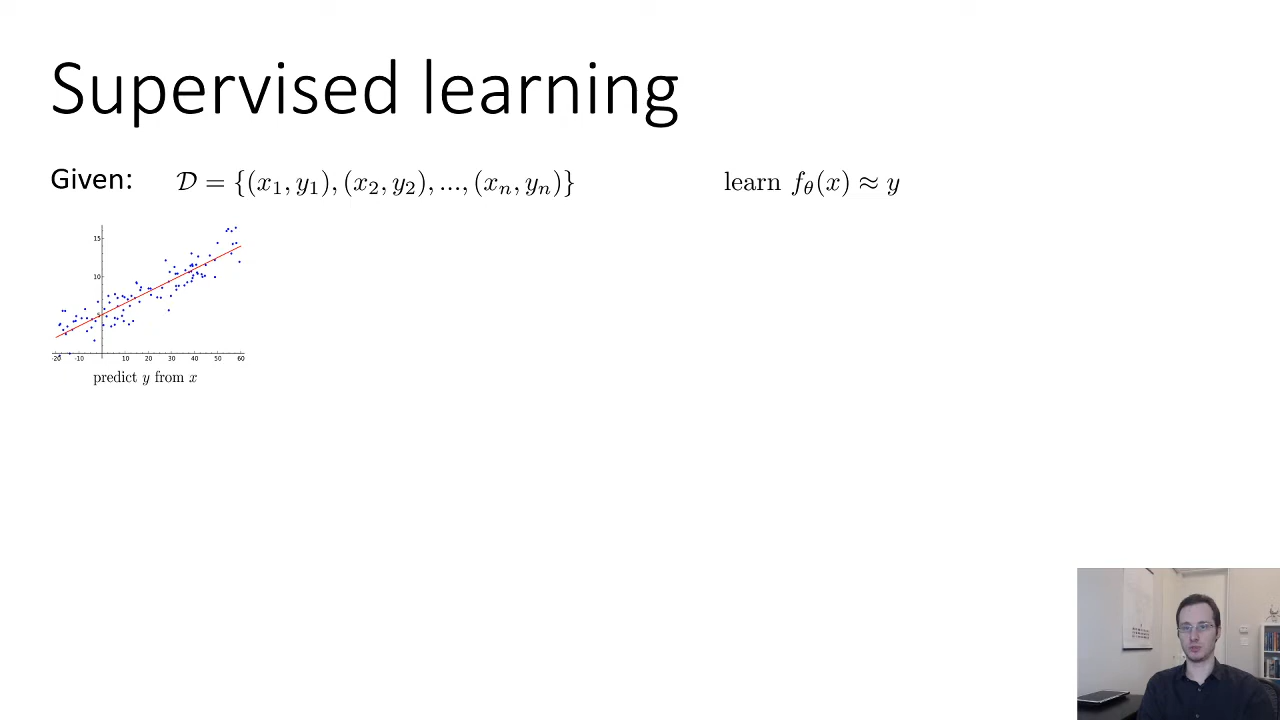 Supervised learning
Given: 𝒟 = {(x₁, y₁), (x₂, y₂), ..., (xₙ, yₙ)} learn f_θ(x) ≈ y
15
10
5
-20 -10 10 20 30 40 50 60
predict y from x